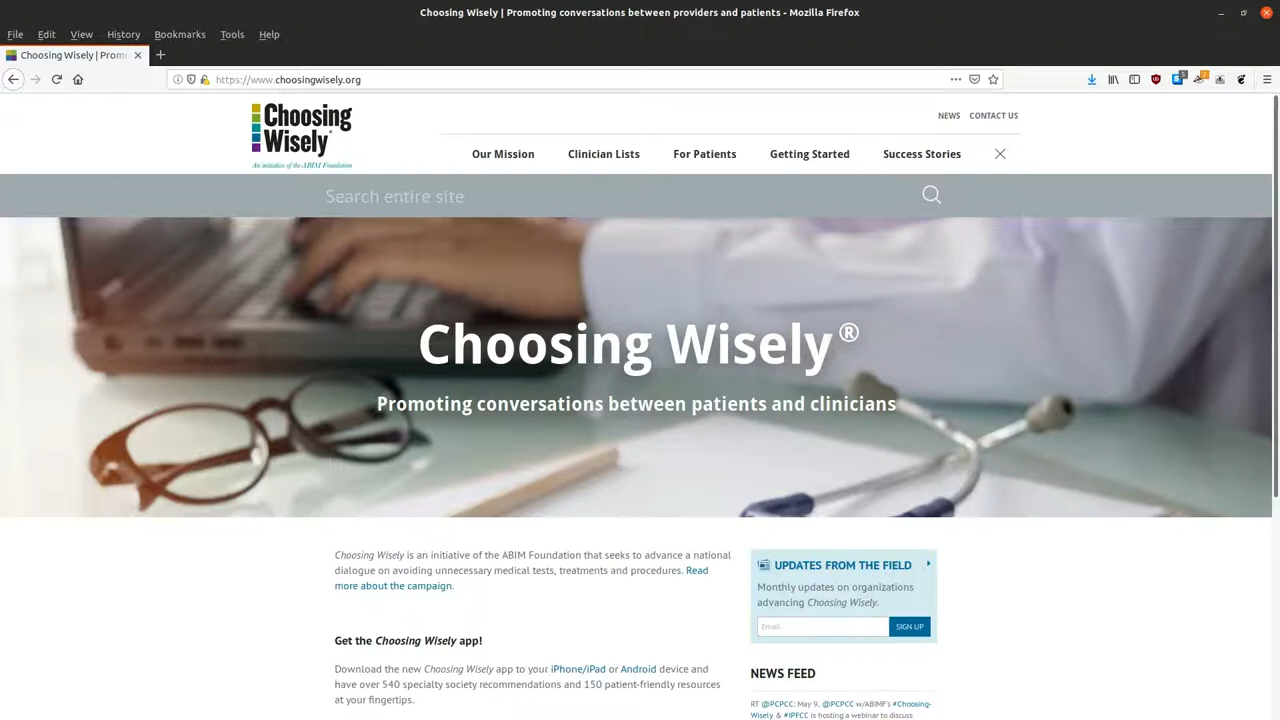 Choosing Wisely | Promoting conversations between providers and patients - Mozilla Firefox
File Edit View History Bookmarks Tools Help
Choosing Wisely | Promo
https://www.choosingwisely.org
Choosing
Wisely®
An initiative of the ABIM Foundation
NEWS CONTACT US
Our Mission Clinician Lists For Patients Getting Started Success Stories
Search entire site
Choosing Wisely®
Promoting conversations between patients and clinicians
Choosing Wisely is an initiative of the ABIM Foundation that seeks to advance a national
dialogue on avoiding unnecessary medical tests, treatments and procedures. Read
more about the campaign.
Get the Choosing Wisely app!
Download the new Choosing Wisely app to your iPhone/iPad or Android device and
have over 540 specialty society recommendations and 150 patient-friendly resources
at your fingertips.
UPDATES FROM THE FIELD
Monthly updates on organizations
advancing Choosing Wisely.
Email SIGN UP
NEWS FEED
RT @PCPCC: May 9, @PCPCC w/ABIMF's #Choosing-
Wisely & #IPFCC is hosting a webinar to discuss